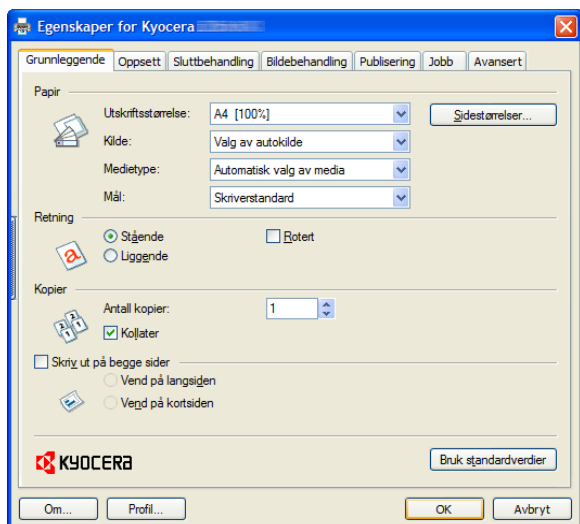 Egenskaper for Kyocera
Grunnleggende Oppsett Sluttbehandling Bildebehandling Publisering Jobb Avansert
Papir
Utskriftsstørrelse: A4 [100%] Sidestørrelser...
Kilde: Valg av autokilde
Medietype: Automatisk valg av media
Mål: Skriverstandard
Retning
Stående Rotert
Liggende
Kopier
Antall kopier: 1
Kollater
Skriv ut på begge sider
Vend på langsiden
Vend på kortsiden
KYOCERA Bruk standardverdier
Om... Profil... OK Avbryt